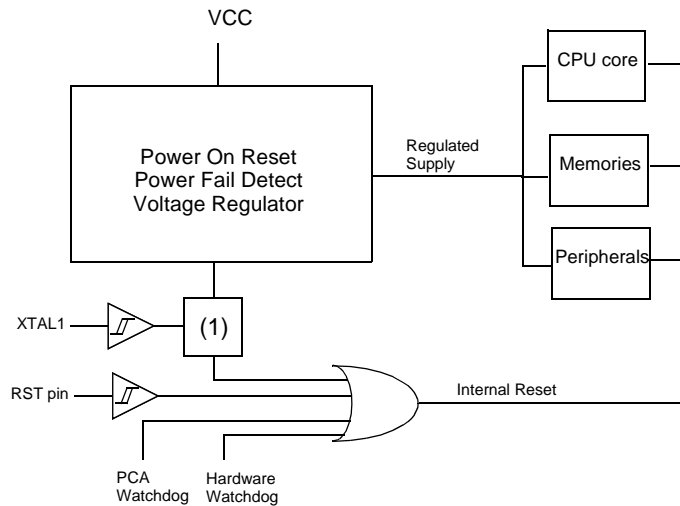 VCC
CPU core
Power On Reset
Power Fail Detect
Voltage Regulator
Regulated
Supply
Memories
Peripherals
XTAL1
(1)
RST pin
Internal Reset
PCA
Watchdog
Hardware
Watchdog